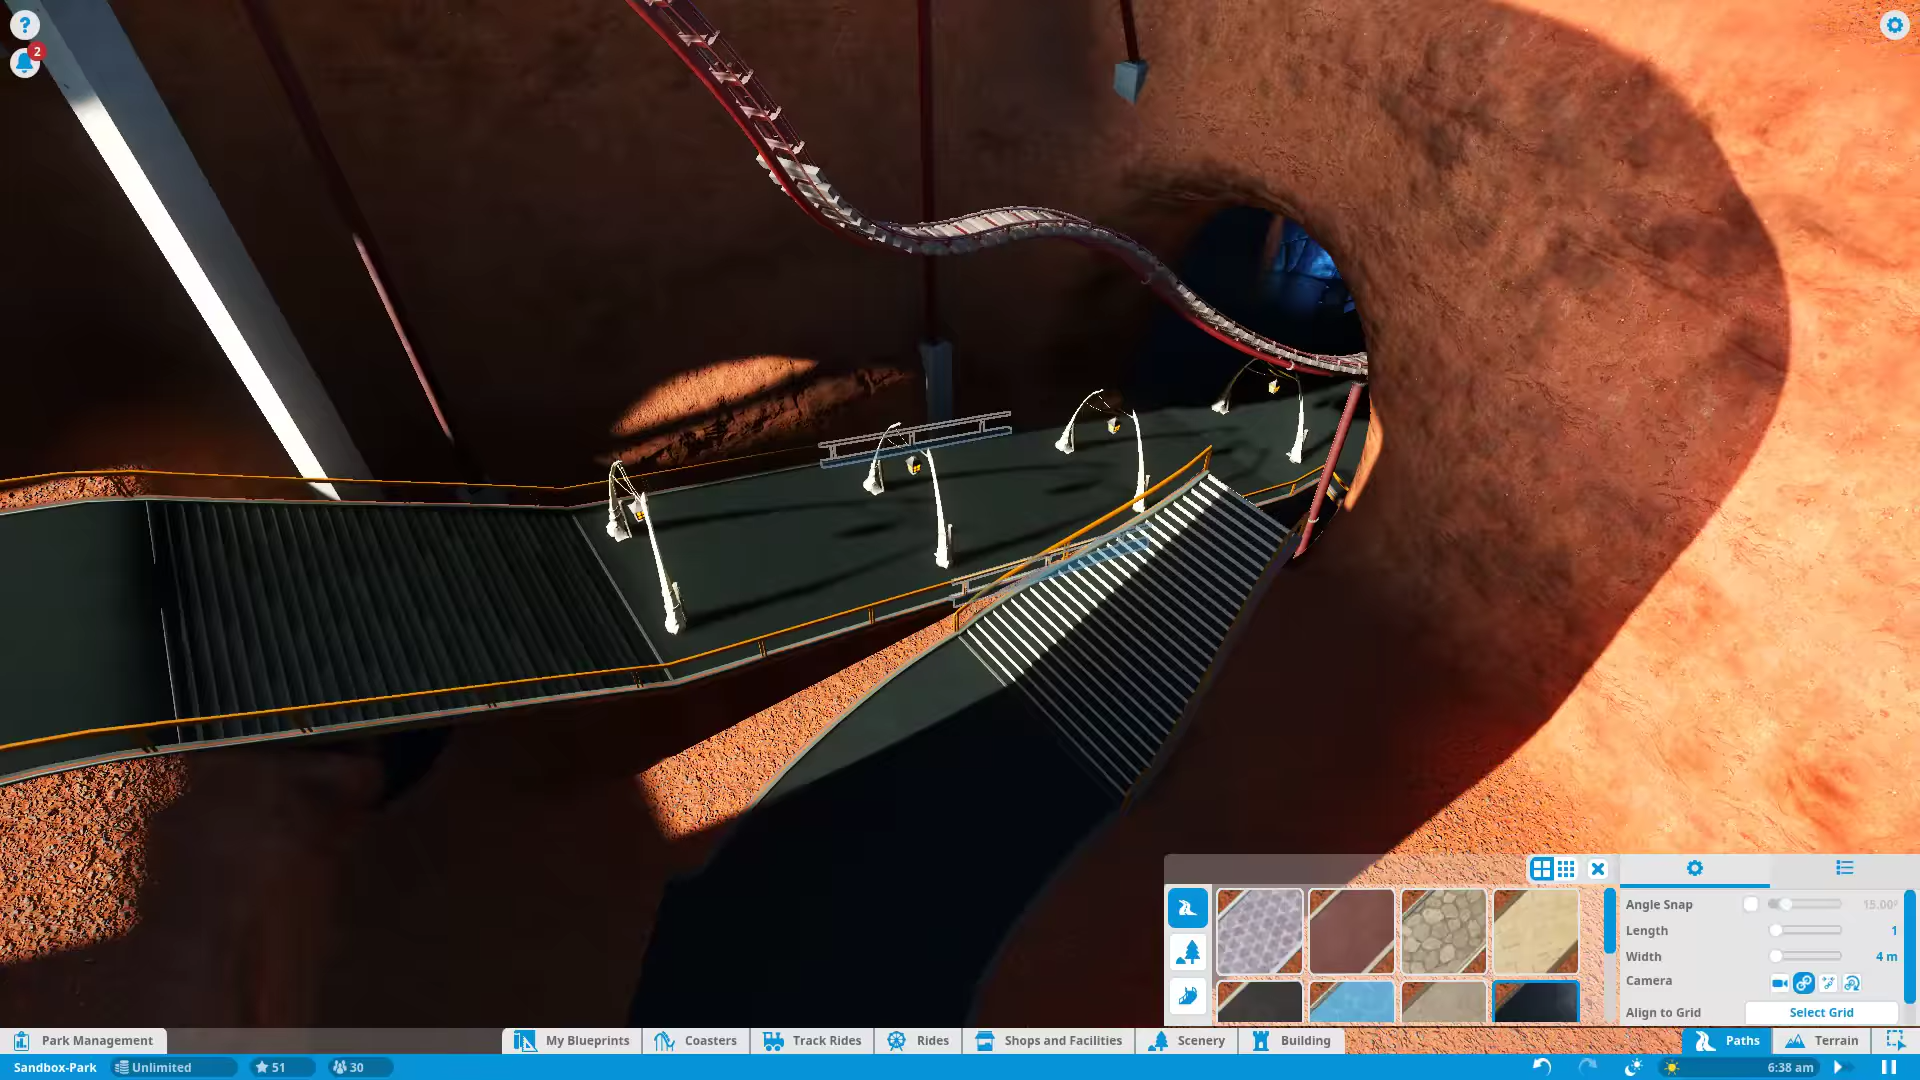 ?
2
Angle Snap 15.00°
Length 1
Width 4 m
Camera
Align to Grid Select Grid
Park Management My Blueprints Coasters Track Rides Rides Shops and Facilities Scenery Building Paths Terrain
Sandbox-Park Unlimited 51 30 6:38 am